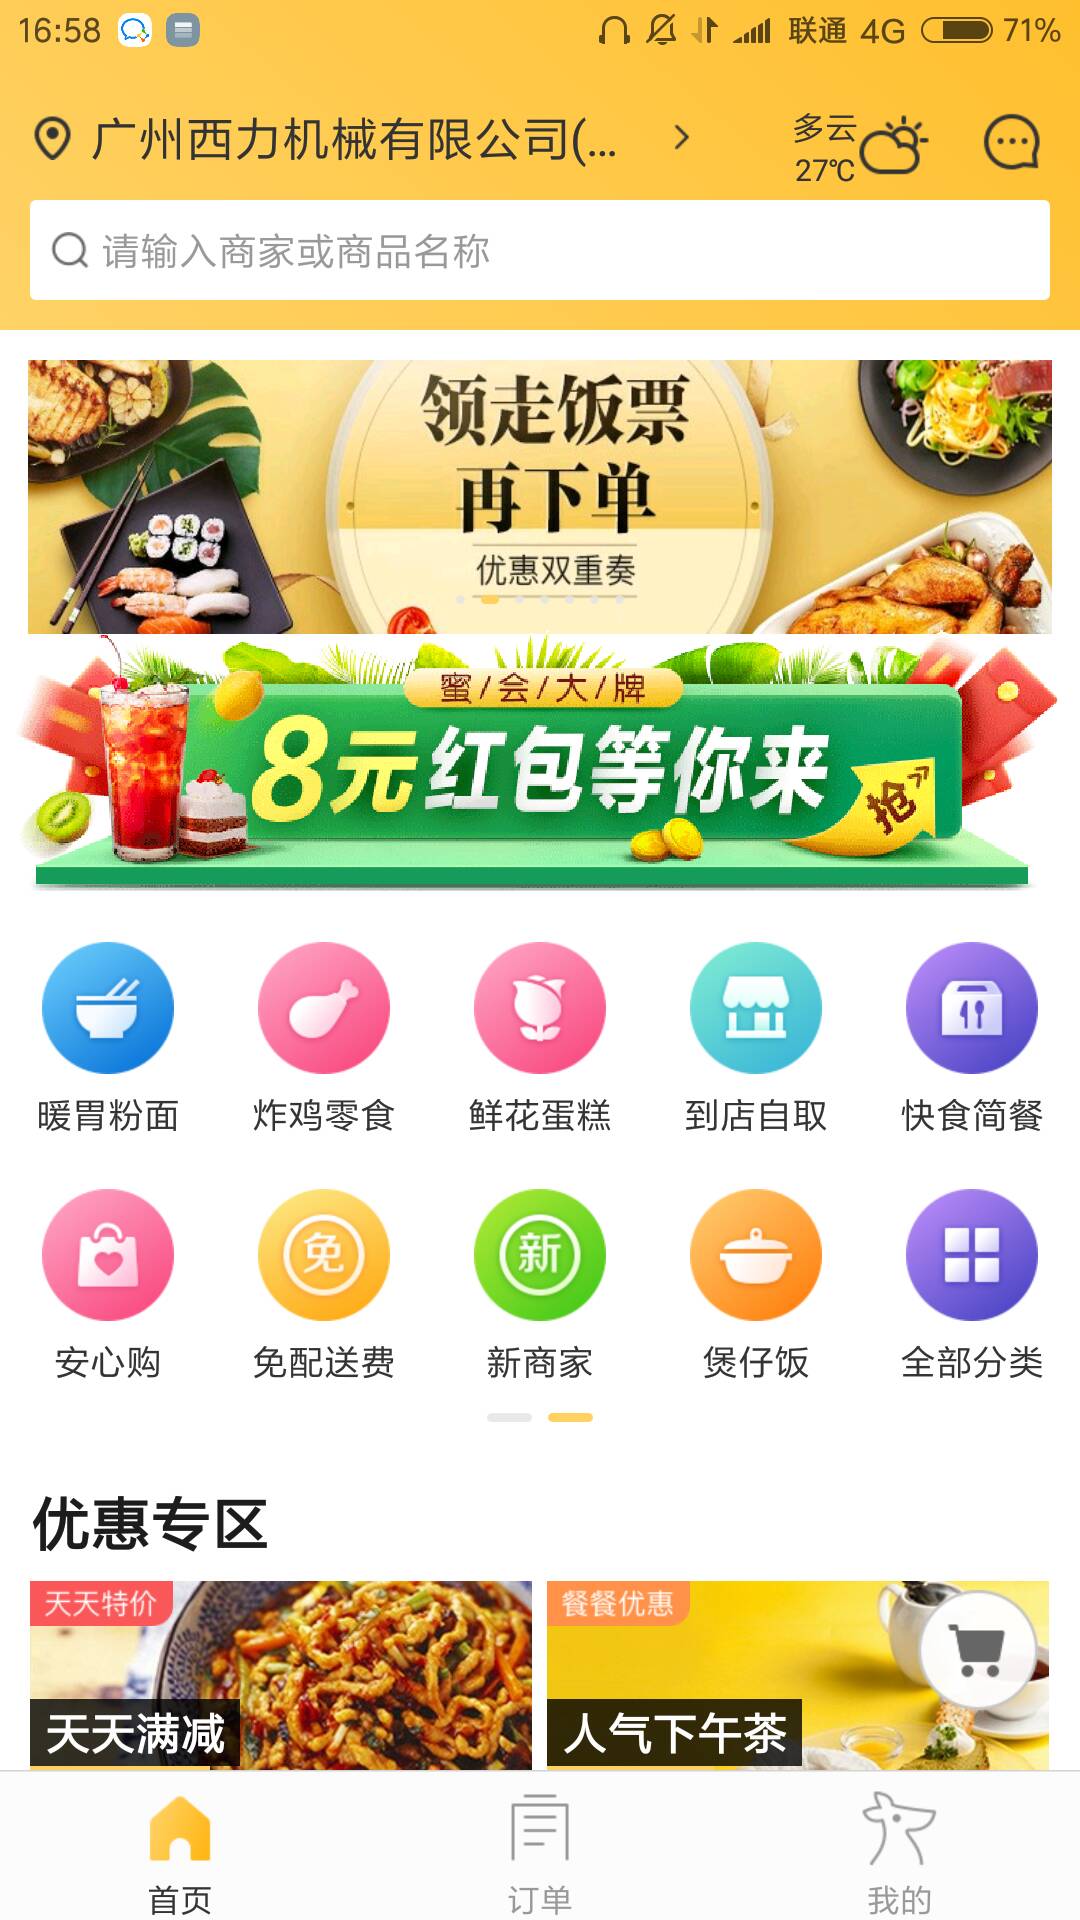 16:58 联通 4G 71%
广州西力机械有限公司(...
多云
27℃
请输入商家或商品名称
领走饭票
再下单
优惠双重奏
蜜/会/大/牌
8元红包等你来
抢
暖胃粉面 炸鸡零食 鲜花蛋糕 到店自取 快食简餐
免 新
安心购 免配送费 新商家 煲仔饭 全部分类
优惠专区
天天特价 餐餐优惠
天天满减 人气下午茶
首页 订单 我的